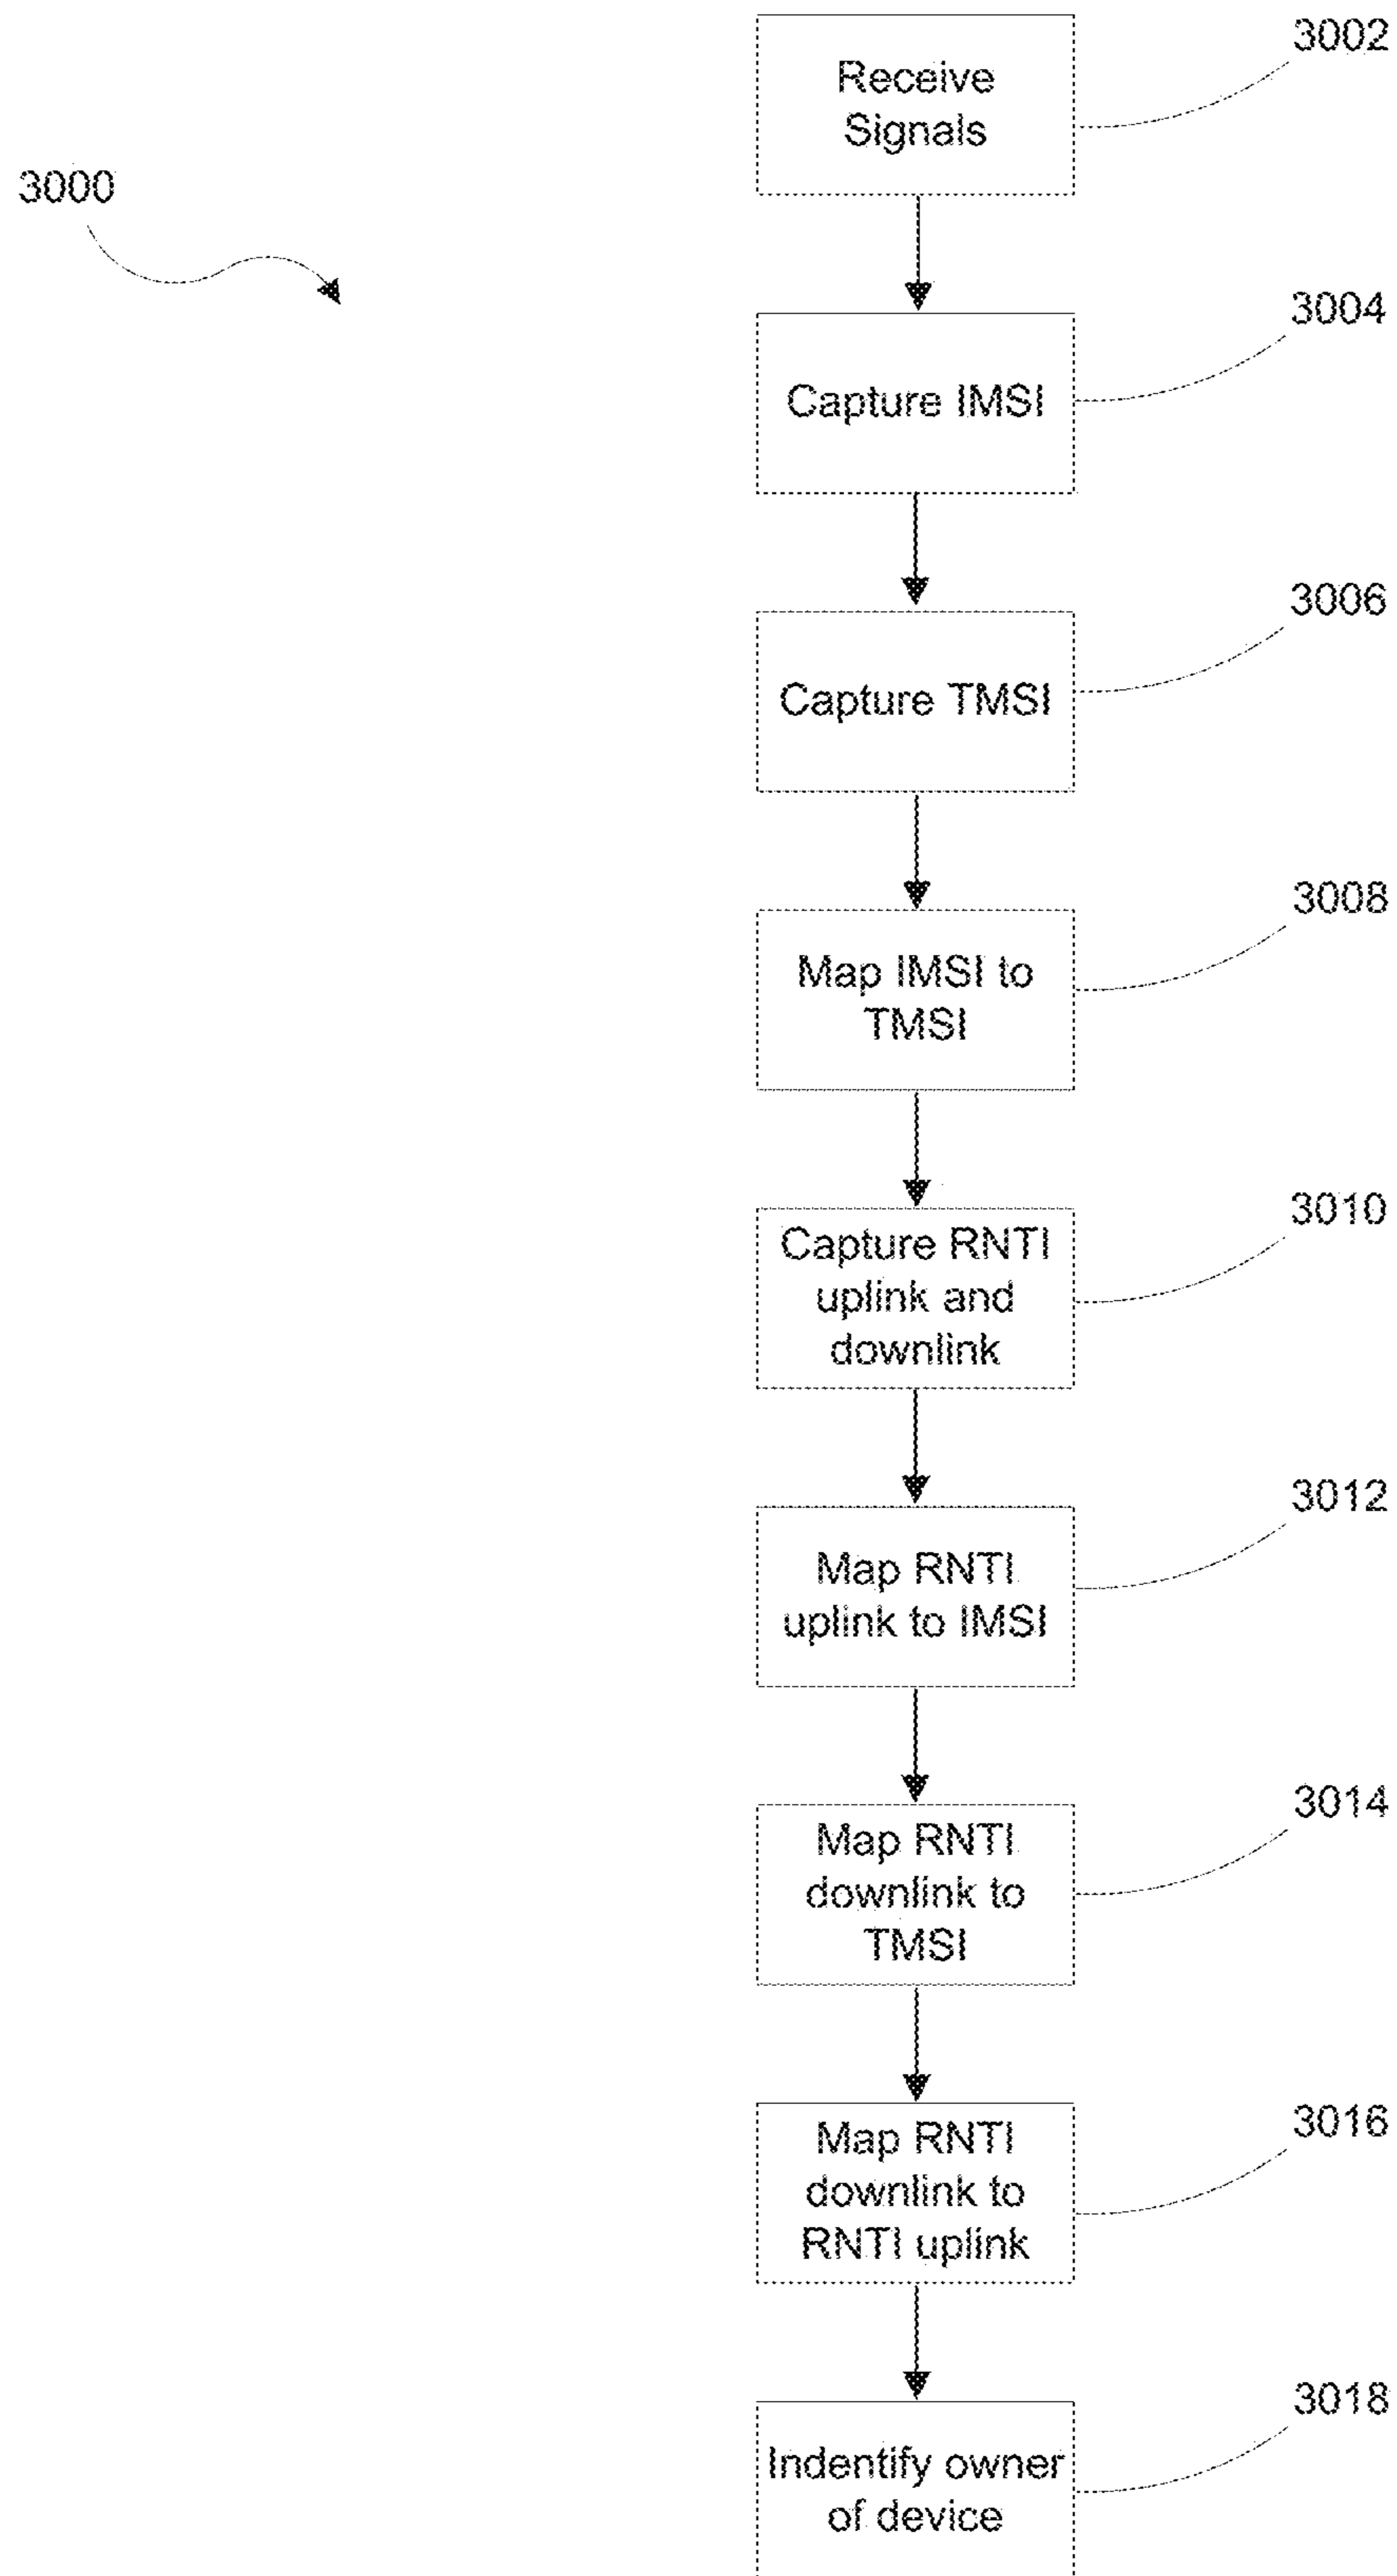 3002
Receive
Signals
3000
3004
Capture IMSI
3006
Capture TMSI
3008
Map IMSI to
TMSI
3010
Capture RNTI
uplink and
downlink
3012
Map RNTI
uplink to IMSI
3014
Map RNTI
downlink to
TMSI
3016
Map RNTI
downlink to
RNTI uplink
3018
Indentify owner
of device